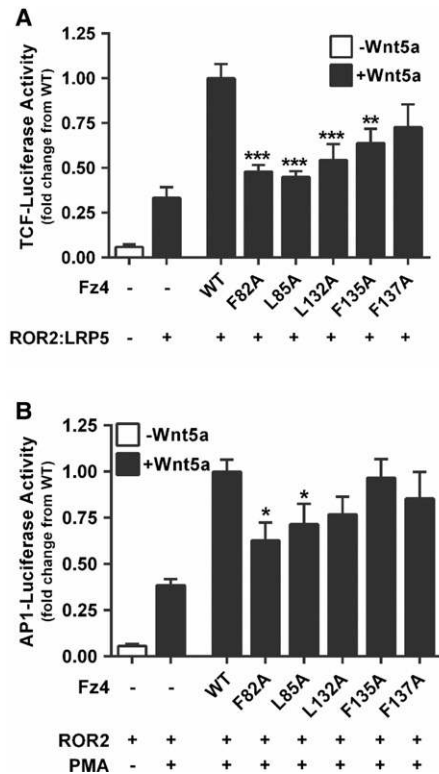 A
TCF-Luciferase Activity
(fold change from WT)
1.25
1.00
0.75
0.50
0.25
0.00
-Wnt5a
+Wnt5a
*** *** *** **
Fz4 - - WT F82A L85A L132A F135A F137A
ROR2:LRP5 - + + + + + + +
B
AP1-Luciferase Activity
(fold change from WT)
1.25
1.00
0.75
0.50
0.25
0.00
-Wnt5a
+Wnt5a
* *
Fz4 - - WT F82A L85A L132A F135A F137A
ROR2 + + + + + + + +
PMA - + + + + + + +